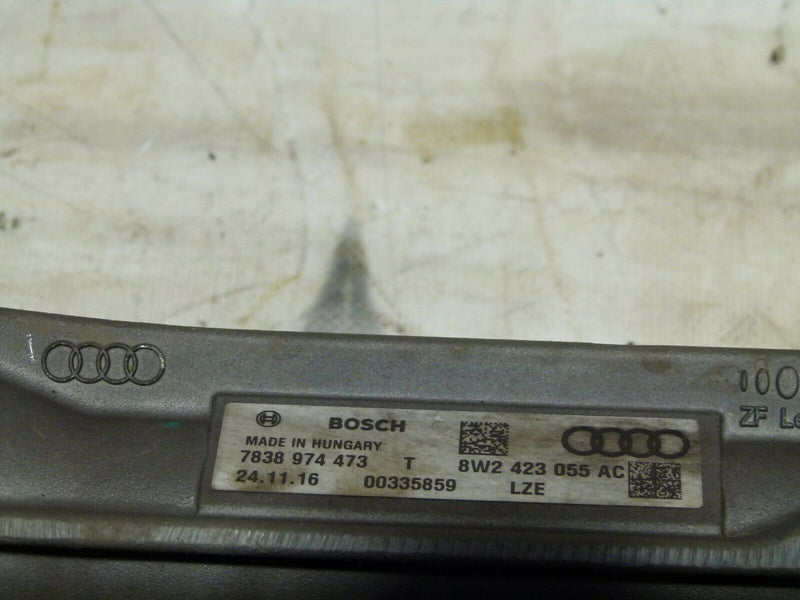 BOSCH
MADE IN HUNGARY
7838 974 473 T 8W2 423 055 AC
24.11.16 00335859 LZE
ZF